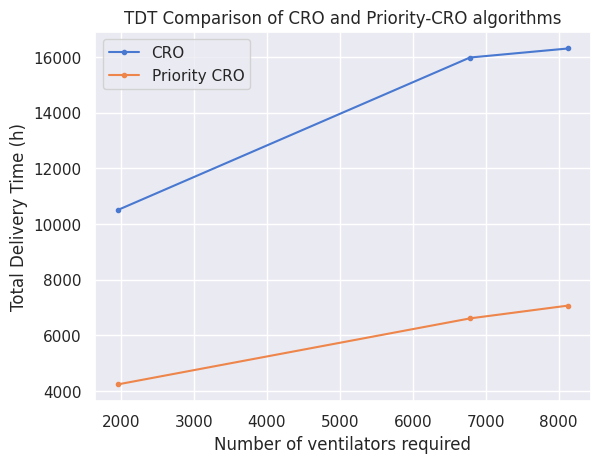 TDT Comparison of CRO and Priority-CRO algorithms
CRO
Priority CRO
Total Delivery Time (h)
16000
14000
12000
10000
8000
6000
4000
2000 3000 4000 5000 6000 7000 8000
Number of ventilators required